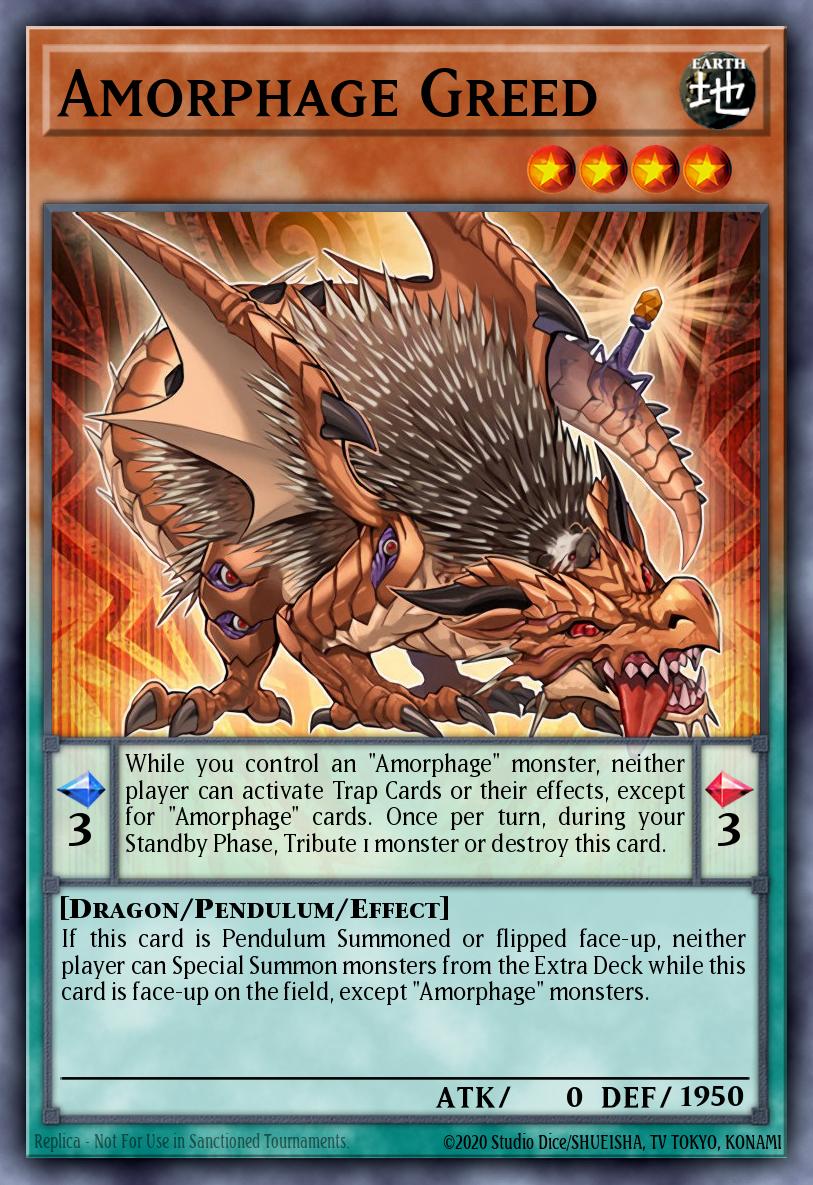 Amorphage Greed
EARTH
地
While you control an "Amorphage" monster, neither
player can activate Trap Cards or their effects, except
for "Amorphage" cards. Once per turn, during your
Standby Phase, Tribute 1 monster or destroy this card.
3
3
[Dragon/Pendulum/Effect]
If this card is Pendulum Summoned or flipped face-up, neither
player can Special Summon monsters from the Extra Deck while this
card is face-up on the field, except "Amorphage" monsters.
ATK/ 0 DEF/ 1950
Replica - Not For Use in Sanctioned Tournaments.
©2020 Studio Dice/SHUEISHA, TV TOKYO, KONAMI